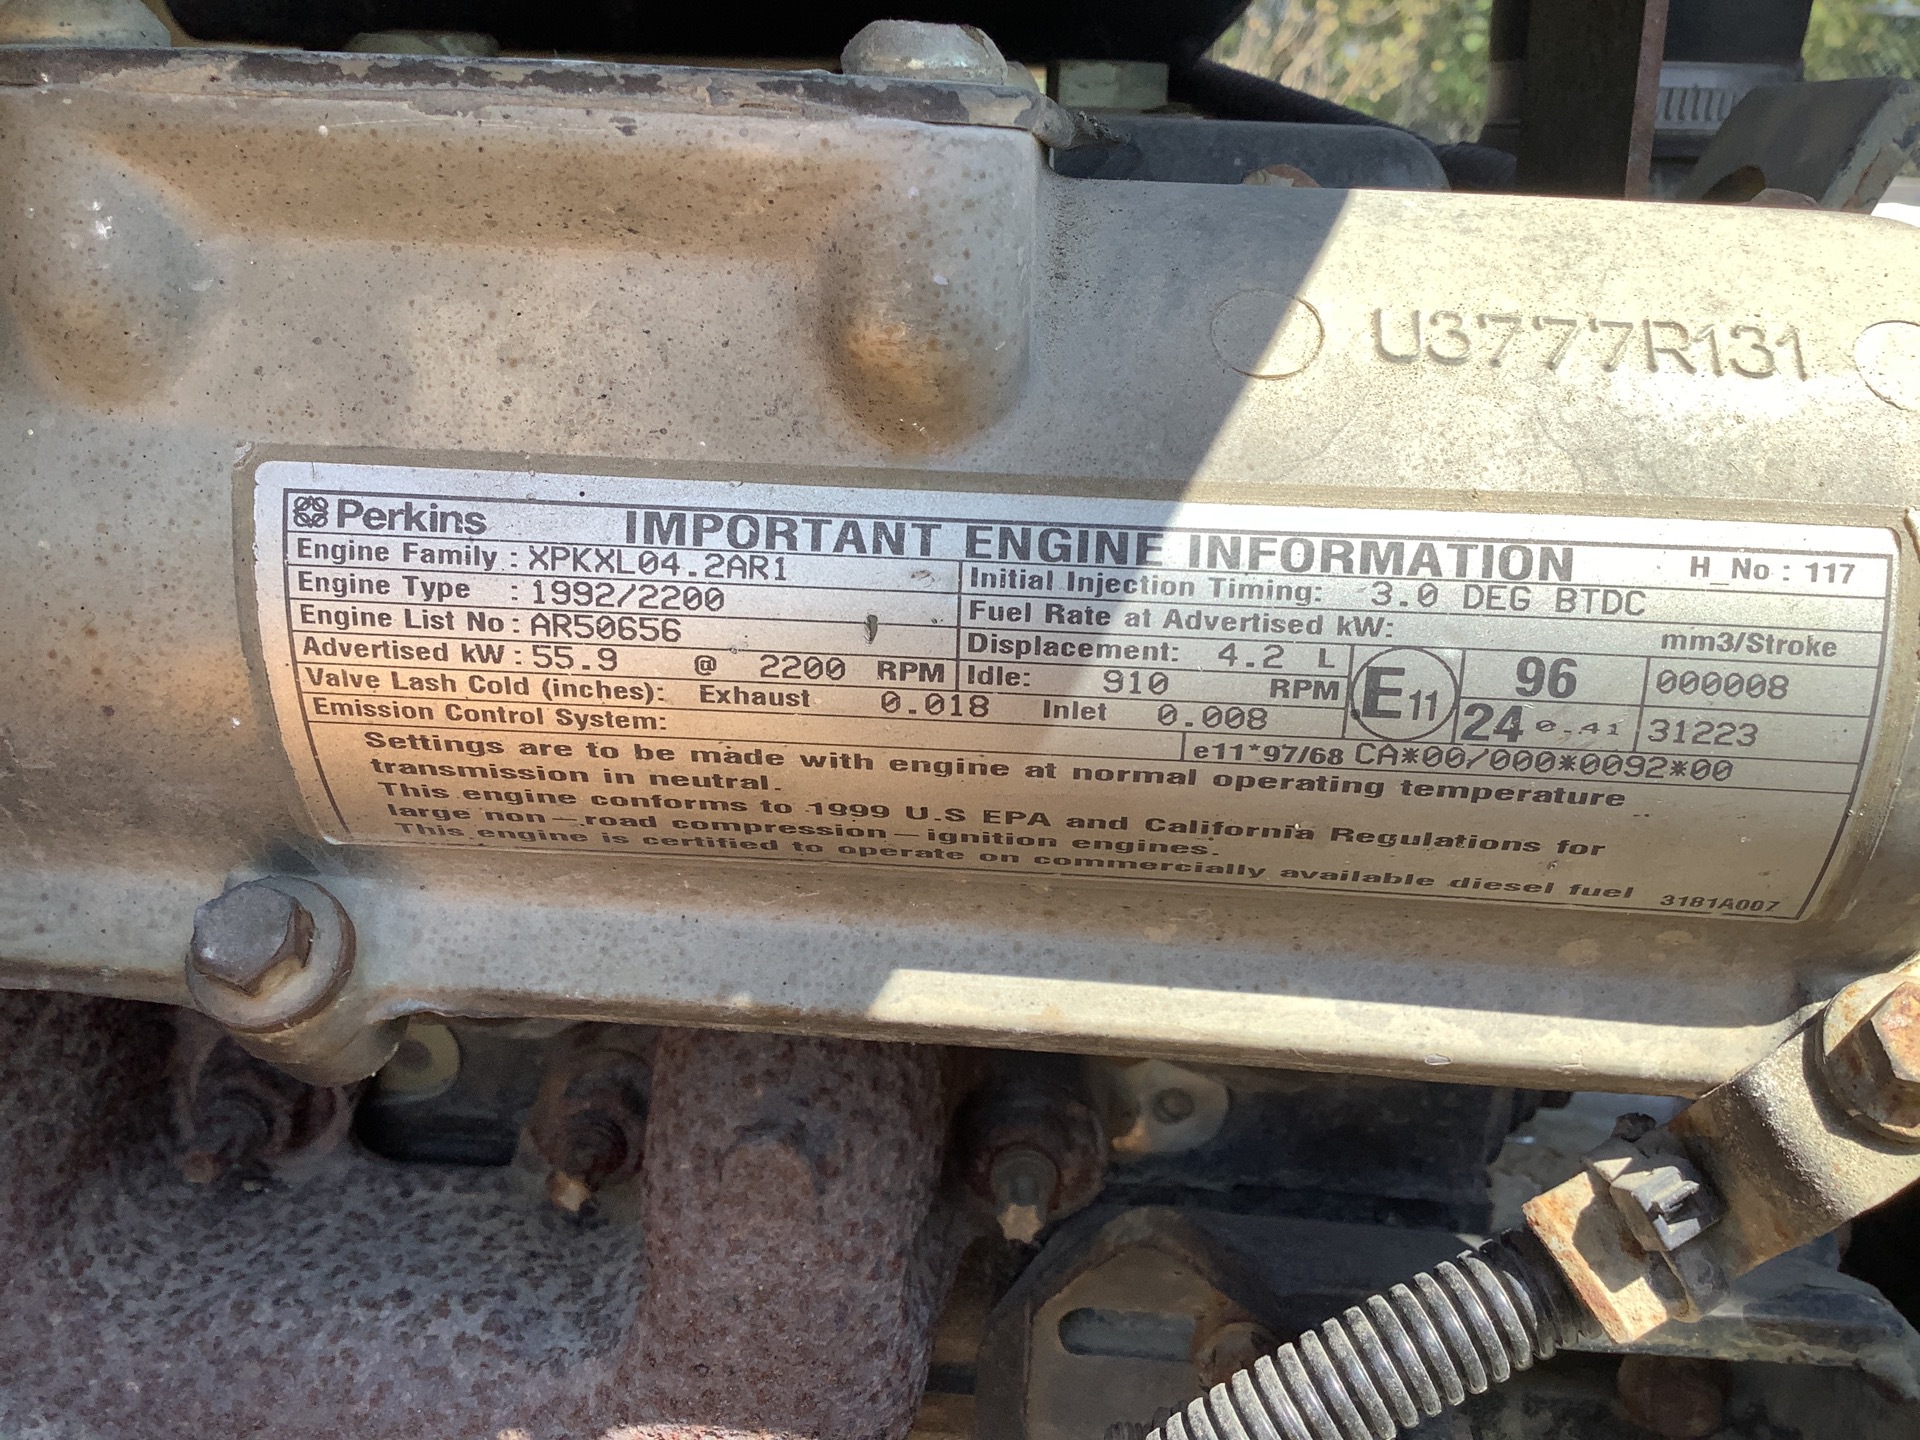 U3777R131
Perkins IMPORTANT ENGINE INFORMATION H_No : 117
Engine Family : XPKXL04.2AR1
Engine Type : 1992/2200
Engine List No : AR50656
Advertised kW : 55.9 @ 2200 RPM
Initial Injection Timing: 3.0 DEG BTDC
Fuel Rate at Advertised kW: mm3/Stroke
Displacement: 4.2 L
Idle: 910 RPM
Valve Lash Cold (inches): Exhaust 0.018 Inlet 0.008
Emission Control System:
E11 96 000008
24 0.41 31223
e11*97/68 CA*00/000*0092*00
Settings are to be made with engine at normal operating temperature
transmission in neutral.
This engine conforms to 1999 U.S EPA and California Regulations for
large non-road compression-ignition engines.
This engine is certified to operate on commercially available diesel fuel
3181A007